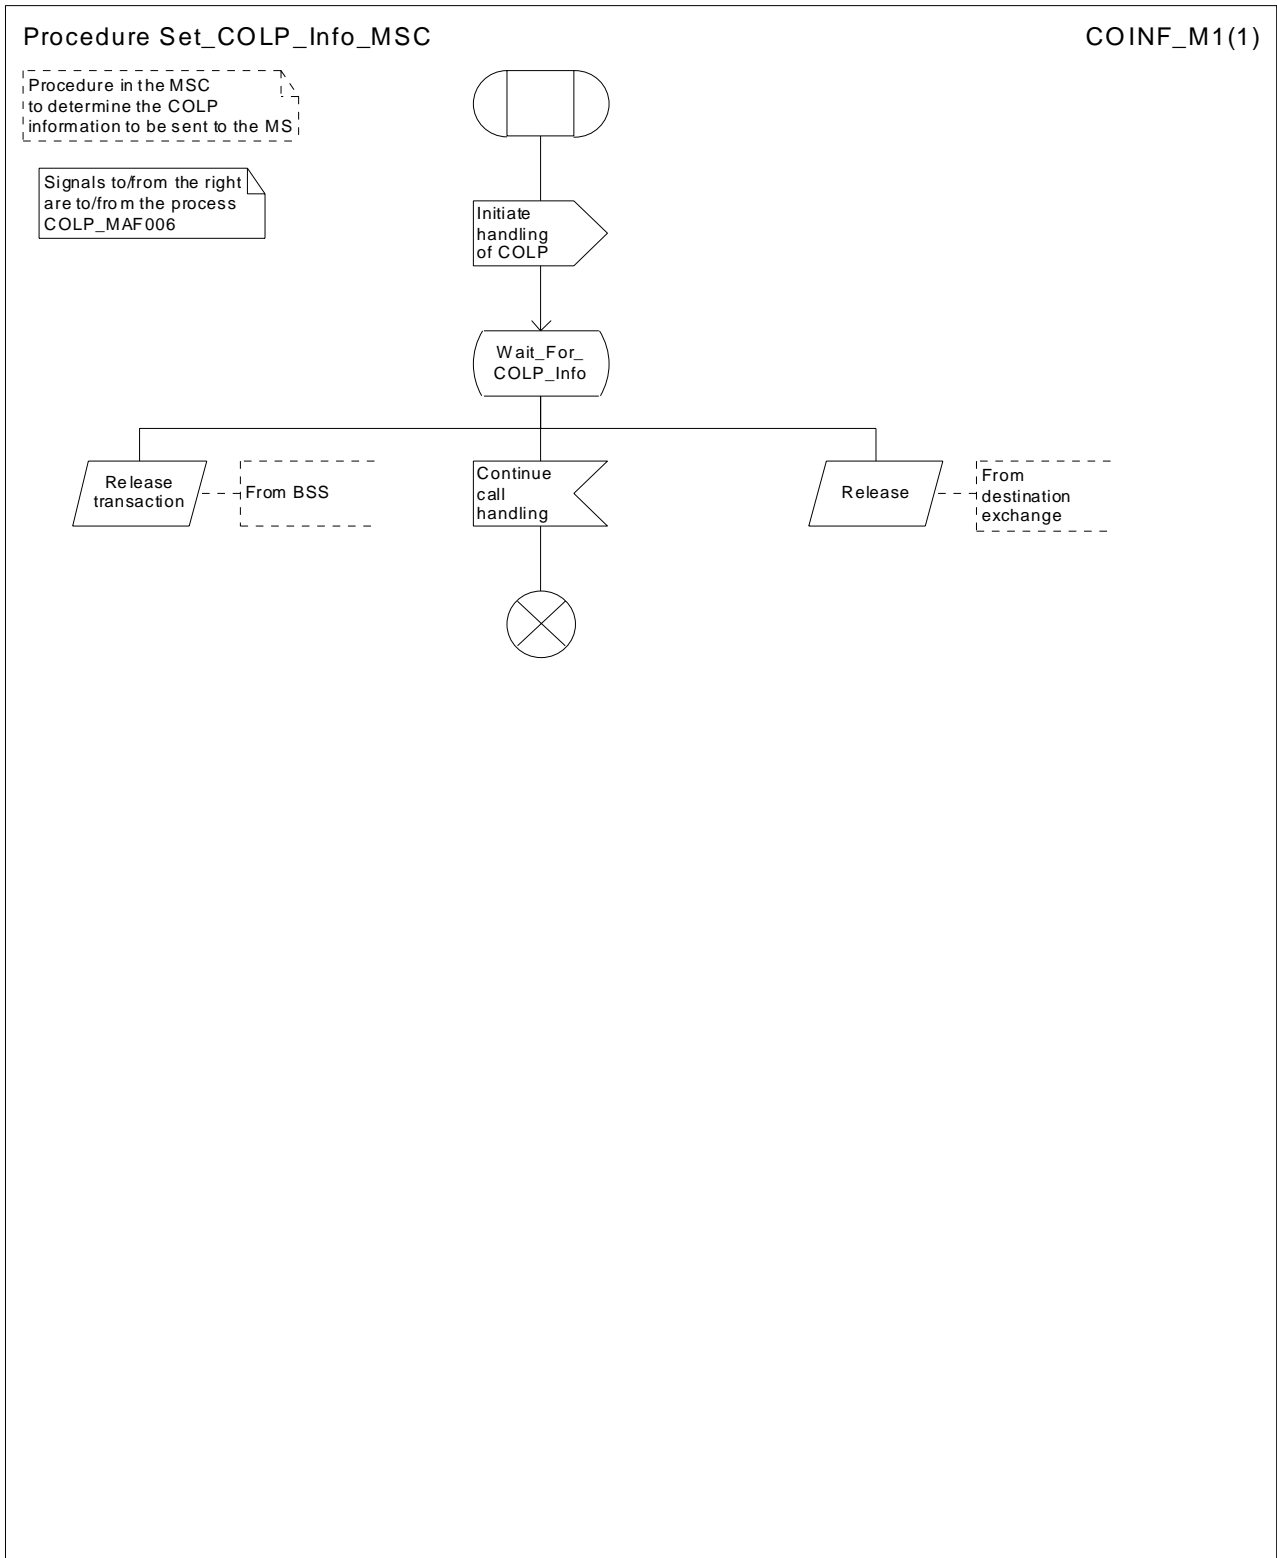 Procedure Set_COLP_Info_MSC
COINF_M1(1)
Procedure in the MSC
to determine the COLP
information to be sent to the MS
Signals to/from the right
are to/from the process
COLP_MAF006
Initiate
handling
of COLP
Wait_For_
COLP_Info
Release
transaction
From BSS
Continue
call
handling
Release
From
destination
exchange